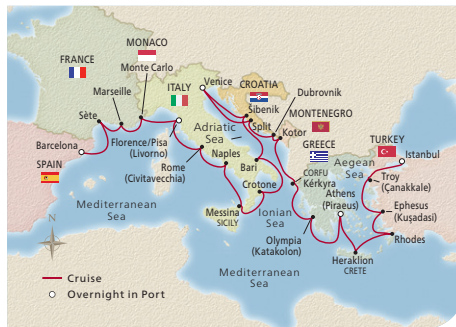 MONACO
FRANCE
Monte Carlo
Marseille
ITALY
Venice
CROATIA
Dubrovnik
Šibenik
Sète
Split
MONTENEGRO
Kotor
Barcelona
Florence/Pisa
(Livorno)
Adriatic
Sea
GREECE
TURKEY
SPAIN
Rome
(Civitavecchia)
Naples
Bari
CORFU
Kérkyra
Aegean
Sea
Istanbul
Troy
(Çanakkale)
Crotone
Athens
(Piraeus)
Mediterranean
Sea
Messina
SICILY
Ionian
Sea
Ephesus
(Kuşadasi)
Olympia
(Katakolon)
Rhodes
N
Heraklion
CRETE
Mediterranean
Sea
Cruise
Overnight in Port